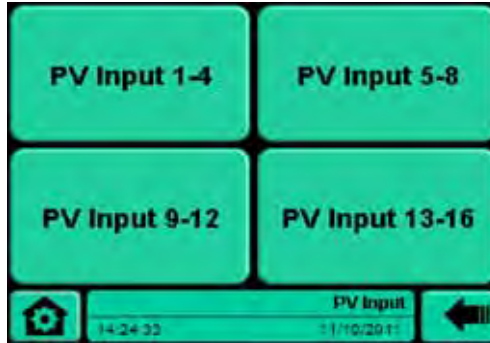 PV Input 1-4
PV Input 5-8
PV Input 9-12
PV Input 13-16
PV Input
14:24:33
11/10/2011